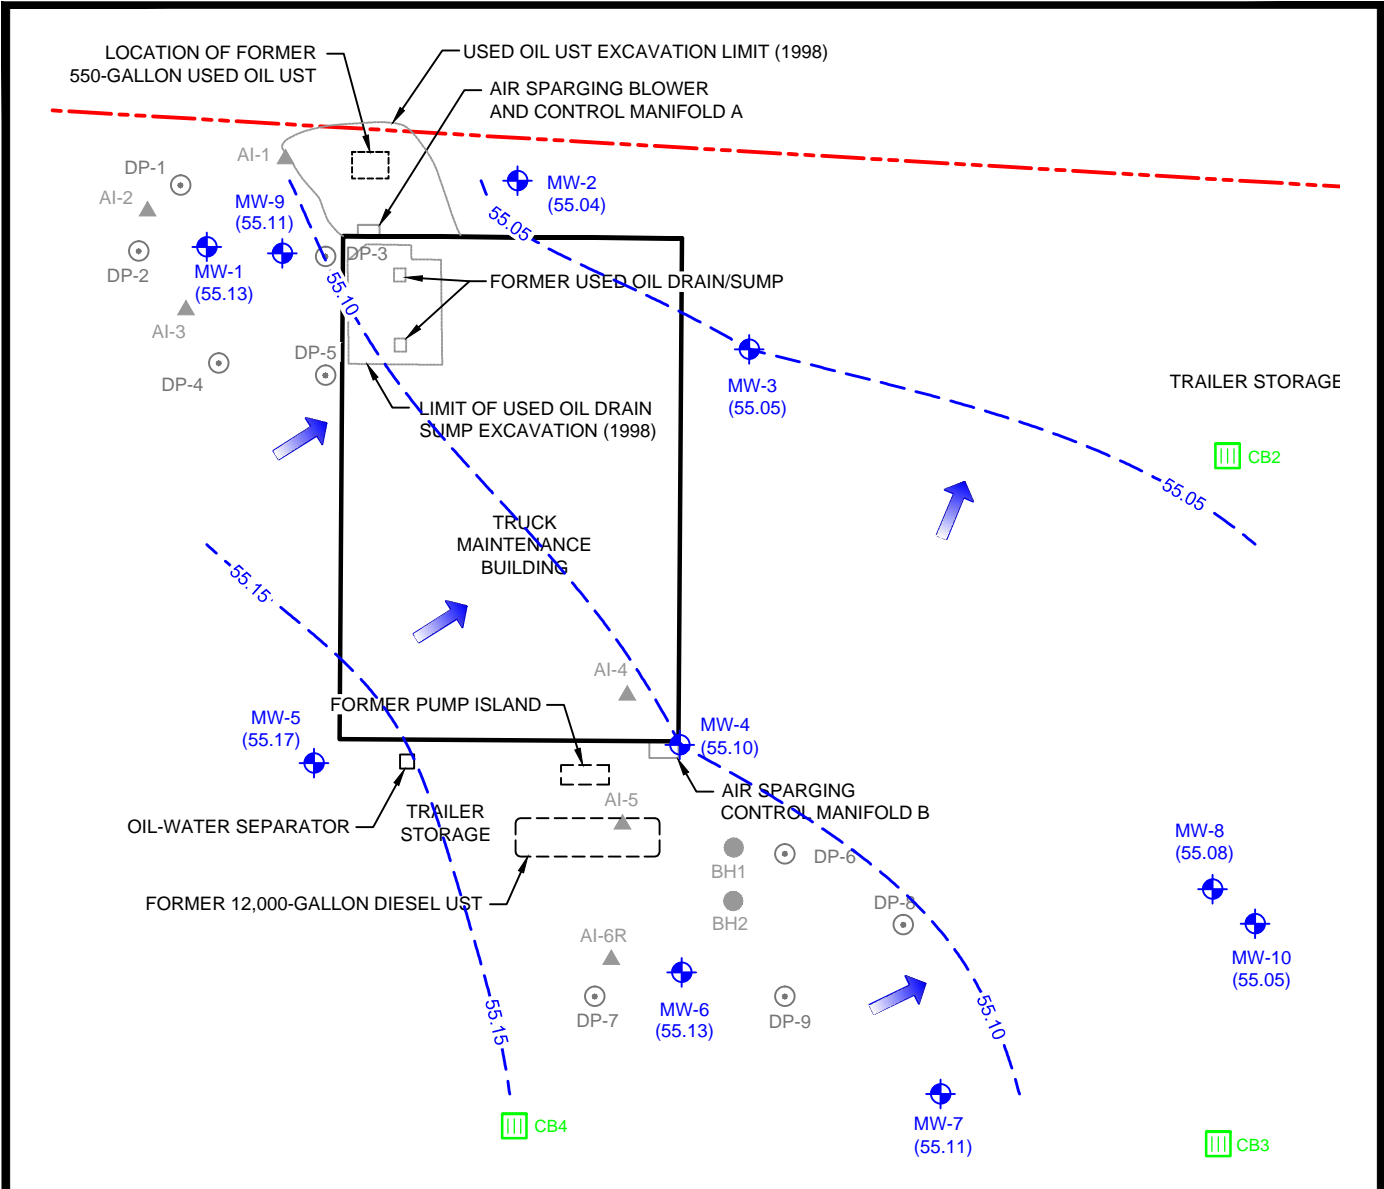 LOCATION OF FORMER
550-GALLON USED OIL UST
USED OIL UST EXCAVATION LIMIT (1998)
AIR SPARGING BLOWER
AND CONTROL MANIFOLD A
AI-1
DP-1
AI-2
MW-9
(55.11)
MW-2
(55.04)
55.05
DP-2
MW-1
(55.13)
DP-3
55.10
FORMER USED OIL DRAIN/SUMP
AI-3
DP-5
DP-4
MW-3
(55.05)
TRAILER STORAGE
LIMIT OF USED OIL DRAIN
SUMP EXCAVATION (1998)
CB2
55.05
TRUCK
MAINTENANCE
BUILDING
55.15
AI-4
FORMER PUMP ISLAND
MW-5
(55.17)
MW-4
(55.10)
AIR SPARGING
CONTROL MANIFOLD B
AI-5
OIL-WATER SEPARATOR
TRAILER
STORAGE
MW-8
(55.08)
BH1
DP-6
FORMER 12,000-GALLON DIESEL UST
BH2
DP-8
AI-6R
MW-10
(55.05)
DP-7
MW-6
(55.13)
DP-9
55.15
55.10
CB4
MW-7
(55.11)
CB3